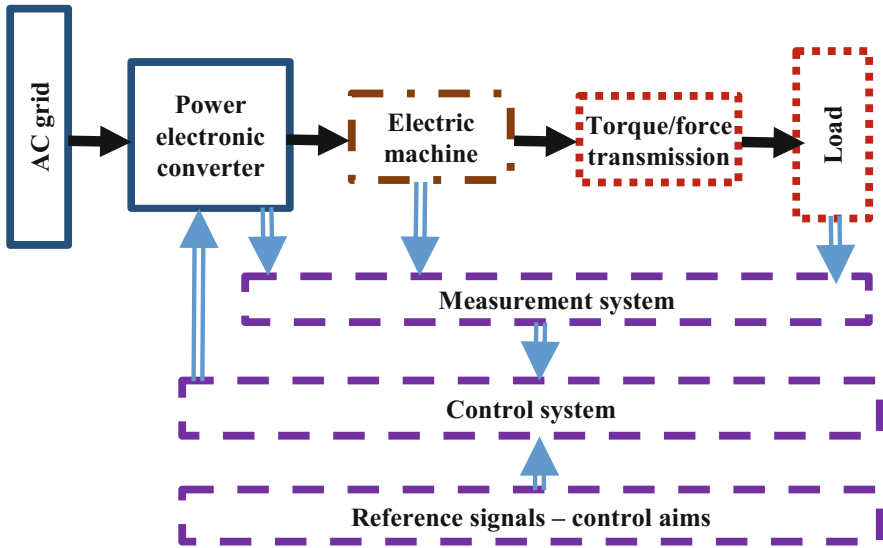 AC grid
Power
electronic
converter
Electric
machine
Torque/force
transmission
Load
Measurement system
Control system
Reference signals – control aims